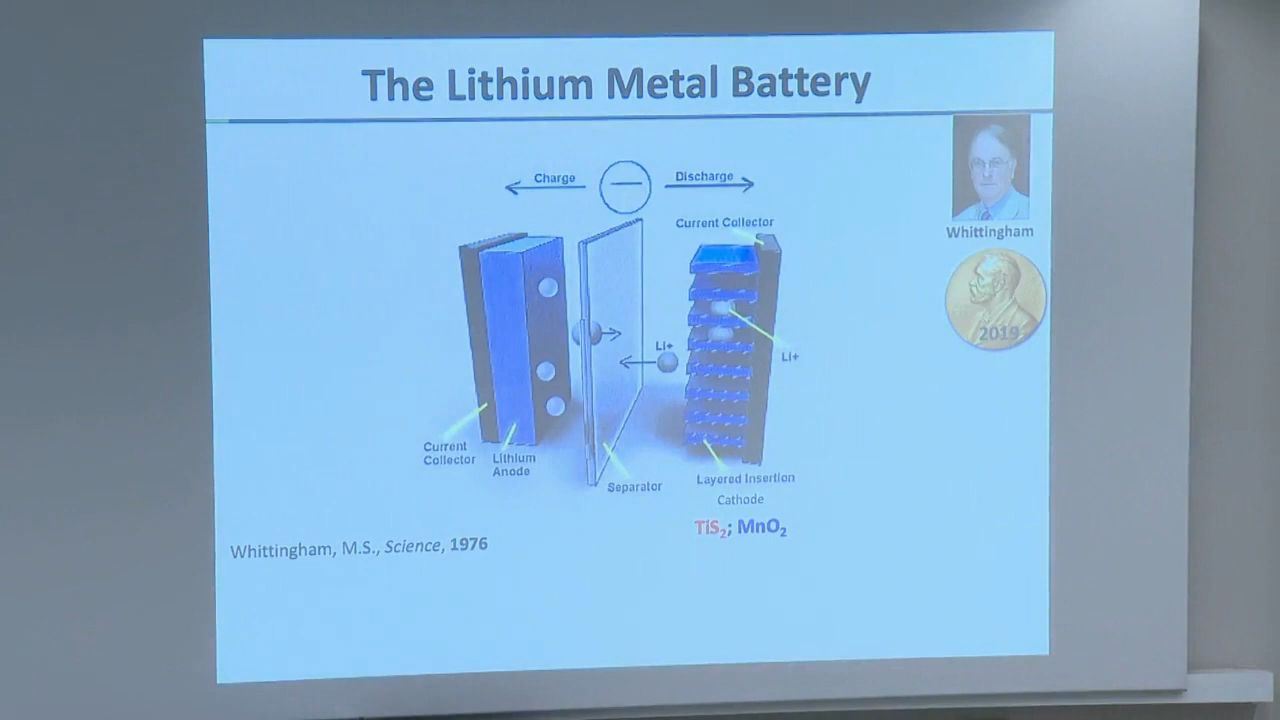 The Lithium Metal Battery
Charge
Discharge
Current Collector
Whittingham
2019
Li+
Li+
Current
Collector
Lithium
Anode
Separator
Layered Insertion
Cathode
TiS₂; MnO₂
Whittingham, M.S., Science, 1976